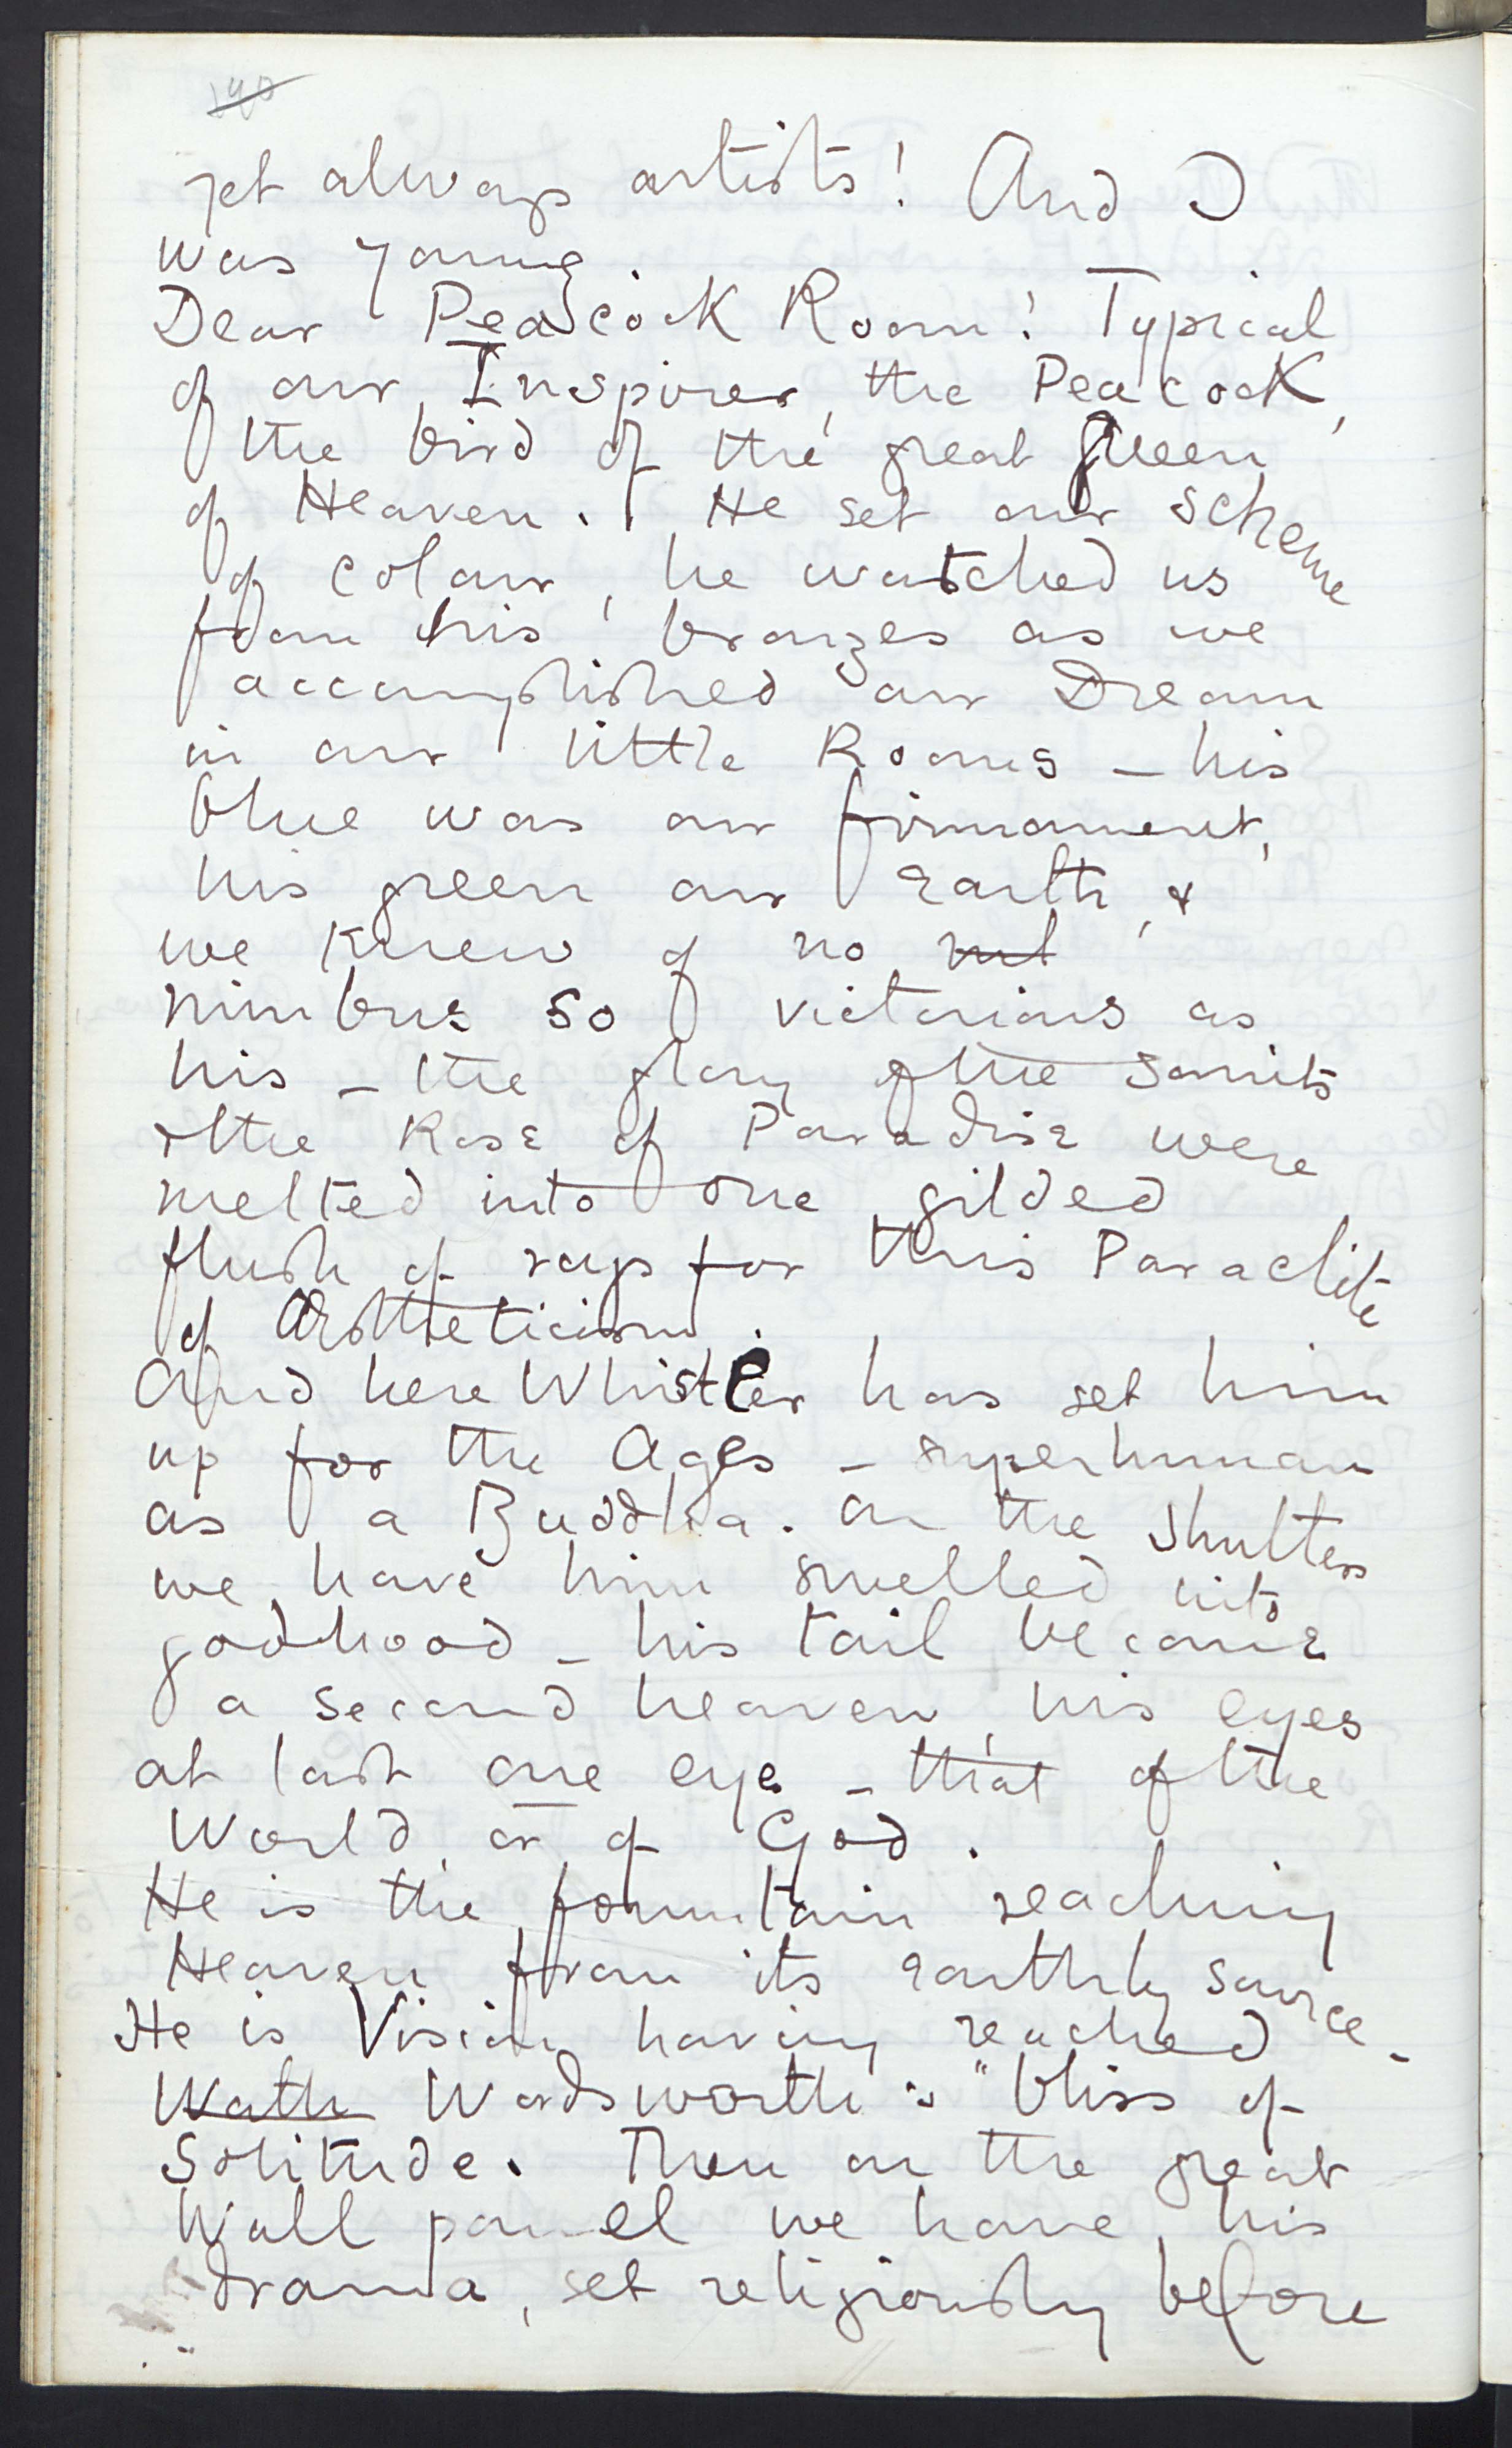 yet always artists! And I
was young.
Dear Peacock Room! Typical
of our Inspirer, the Peacock,
the bird of the great Queen
of Heaven. He set our scheme
of colour, he watched us
from his bronzes as we
accomplished our Dream
in our little Rooms – his
blue was our firmament,
his green our Earth, &
we knew of no
nimbus so victorious as
his – the glory of the Saints
& the Rose of Paradise were
melted into one gilded
flush of rays for this Paraclite
of Æstheticism.
And here Whistler has set him
up for the Ages – superhuman
as a Buddha. On the shutters
we have him swelled into
godhood – his tail become
a second heaven, his eyes
at last one eye – that of the
World, or of God.
He is the fountain reaching
Heaven from its earthly source
He is Vision having reached –
Wordsworth's "bliss of
Solitude. Then on the great
Wall panel we have his
drama, set religiously before